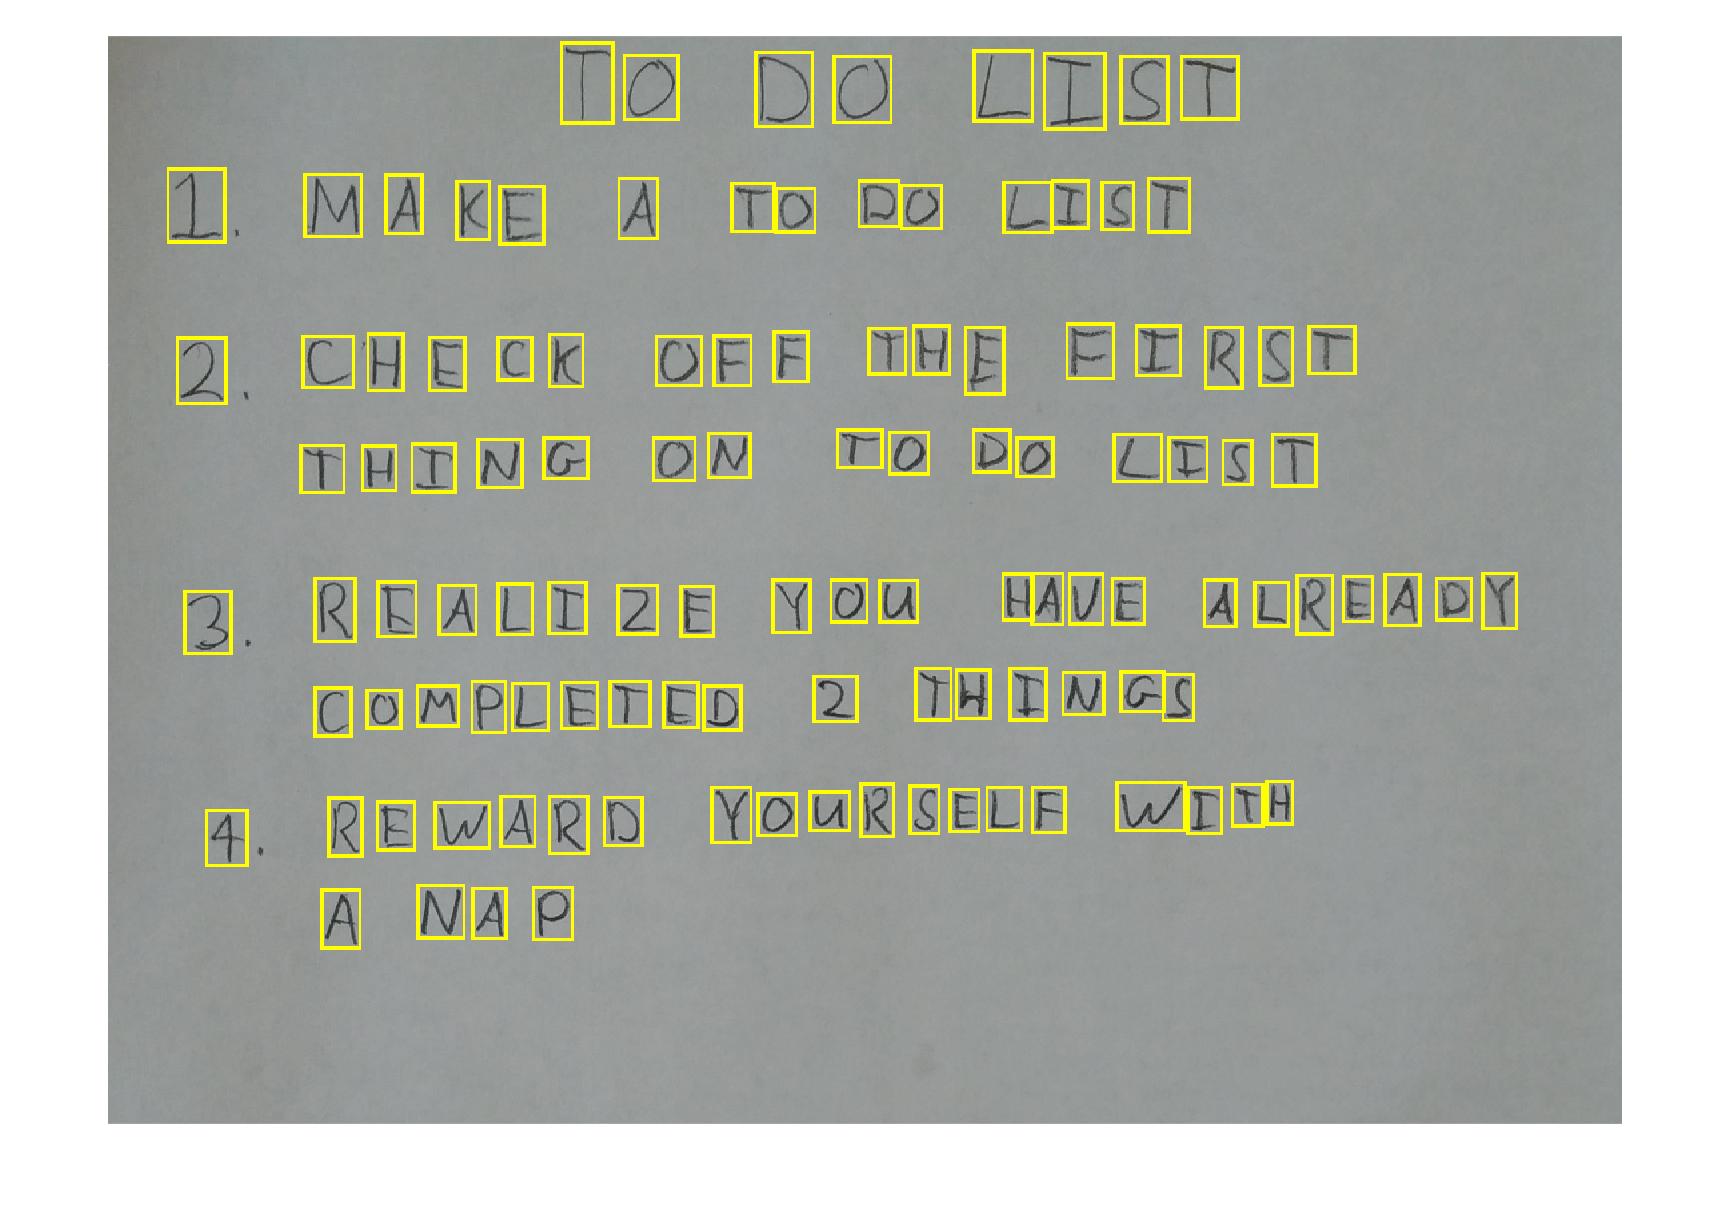 TO DO LIST
1. MAKE A TO DO LIST
2. CHECK OFF THE FIRST
THING ON TO DO LIST
3. REALIZE YOU HAVE ALREADY
COMPLETED 2 THINGS
4. REWARD YOURSELF WITH
A NAP